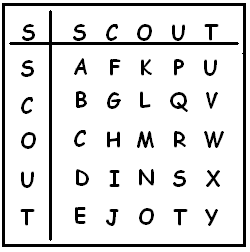 S S C O U T
S A F K P U
C B G L Q V
O C H M R W
U D I N S X
T E J O T Y